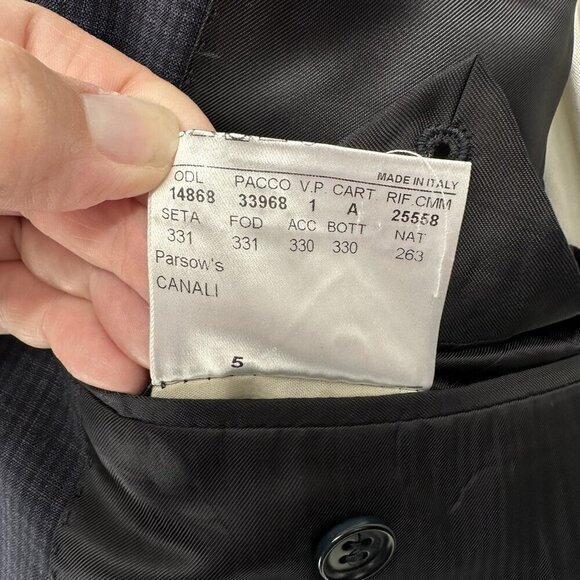 MADE IN ITALY
ODL PACCO V.P CART RIF.CMM
14868 33968 1 A 25558
SETA FOD ACC BOTT NAT
331 331 330 330 263
Parsow's
CANALI
5